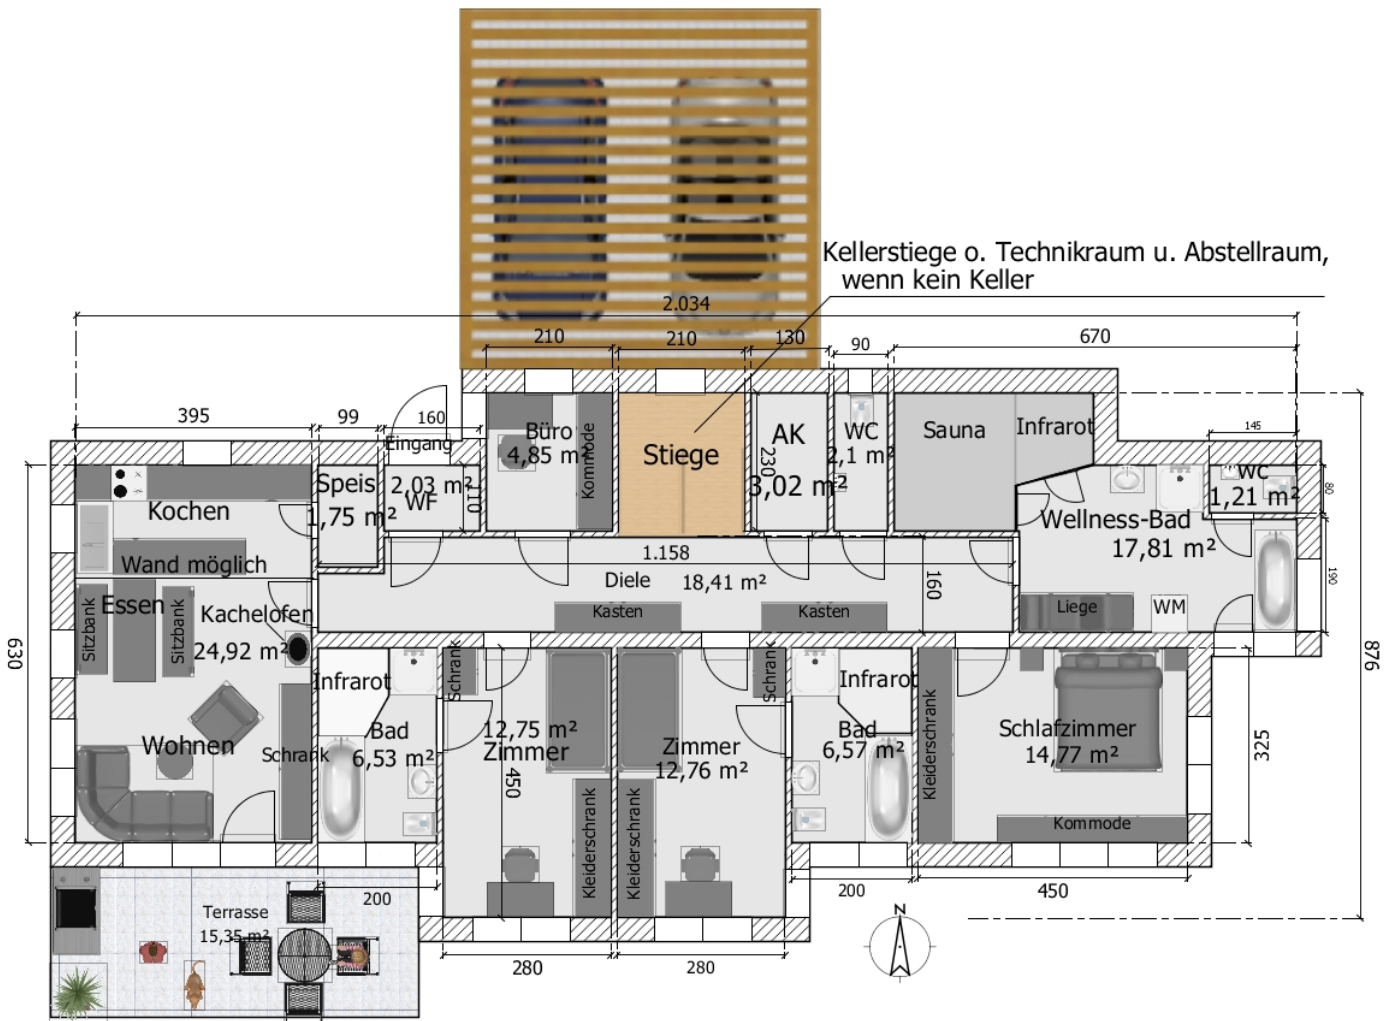 Kellerstiege o. Technikraum u. Abstellraum,
wenn kein Keller
2.034
210
210
130
90
670
395
99
160
145
Eingang
Büro
4,85 m²
Kommode
Stiege
AK
230
3,02 m²
WC
2,1 m²
Sauna
Infrarot
WC
1,21 m²
80
Speis
1,75 m²
2,03 m²
WF
110
Kochen
Wand möglich
Wellness-Bad
17,81 m²
190
1.158
Diele 18,41 m²
160
Kasten
Kasten
Liege
WM
Essen
Sitzbank
Sitzbank
Kachelofen
24,92 m²
630
876
Infrarot
Schrank
Schrank
Infrarot
Bad
6,53 m²
12,75 m²
Zimmer
450
Zimmer
12,76 m²
Bad
6,57 m²
Kleiderschrank
Schlafzimmer
14,77 m²
325
Wohnen
Schrank
Kleiderschrank
Kleiderschrank
Kommode
200
200
450
Terrasse
15,35 m²
280
280
N